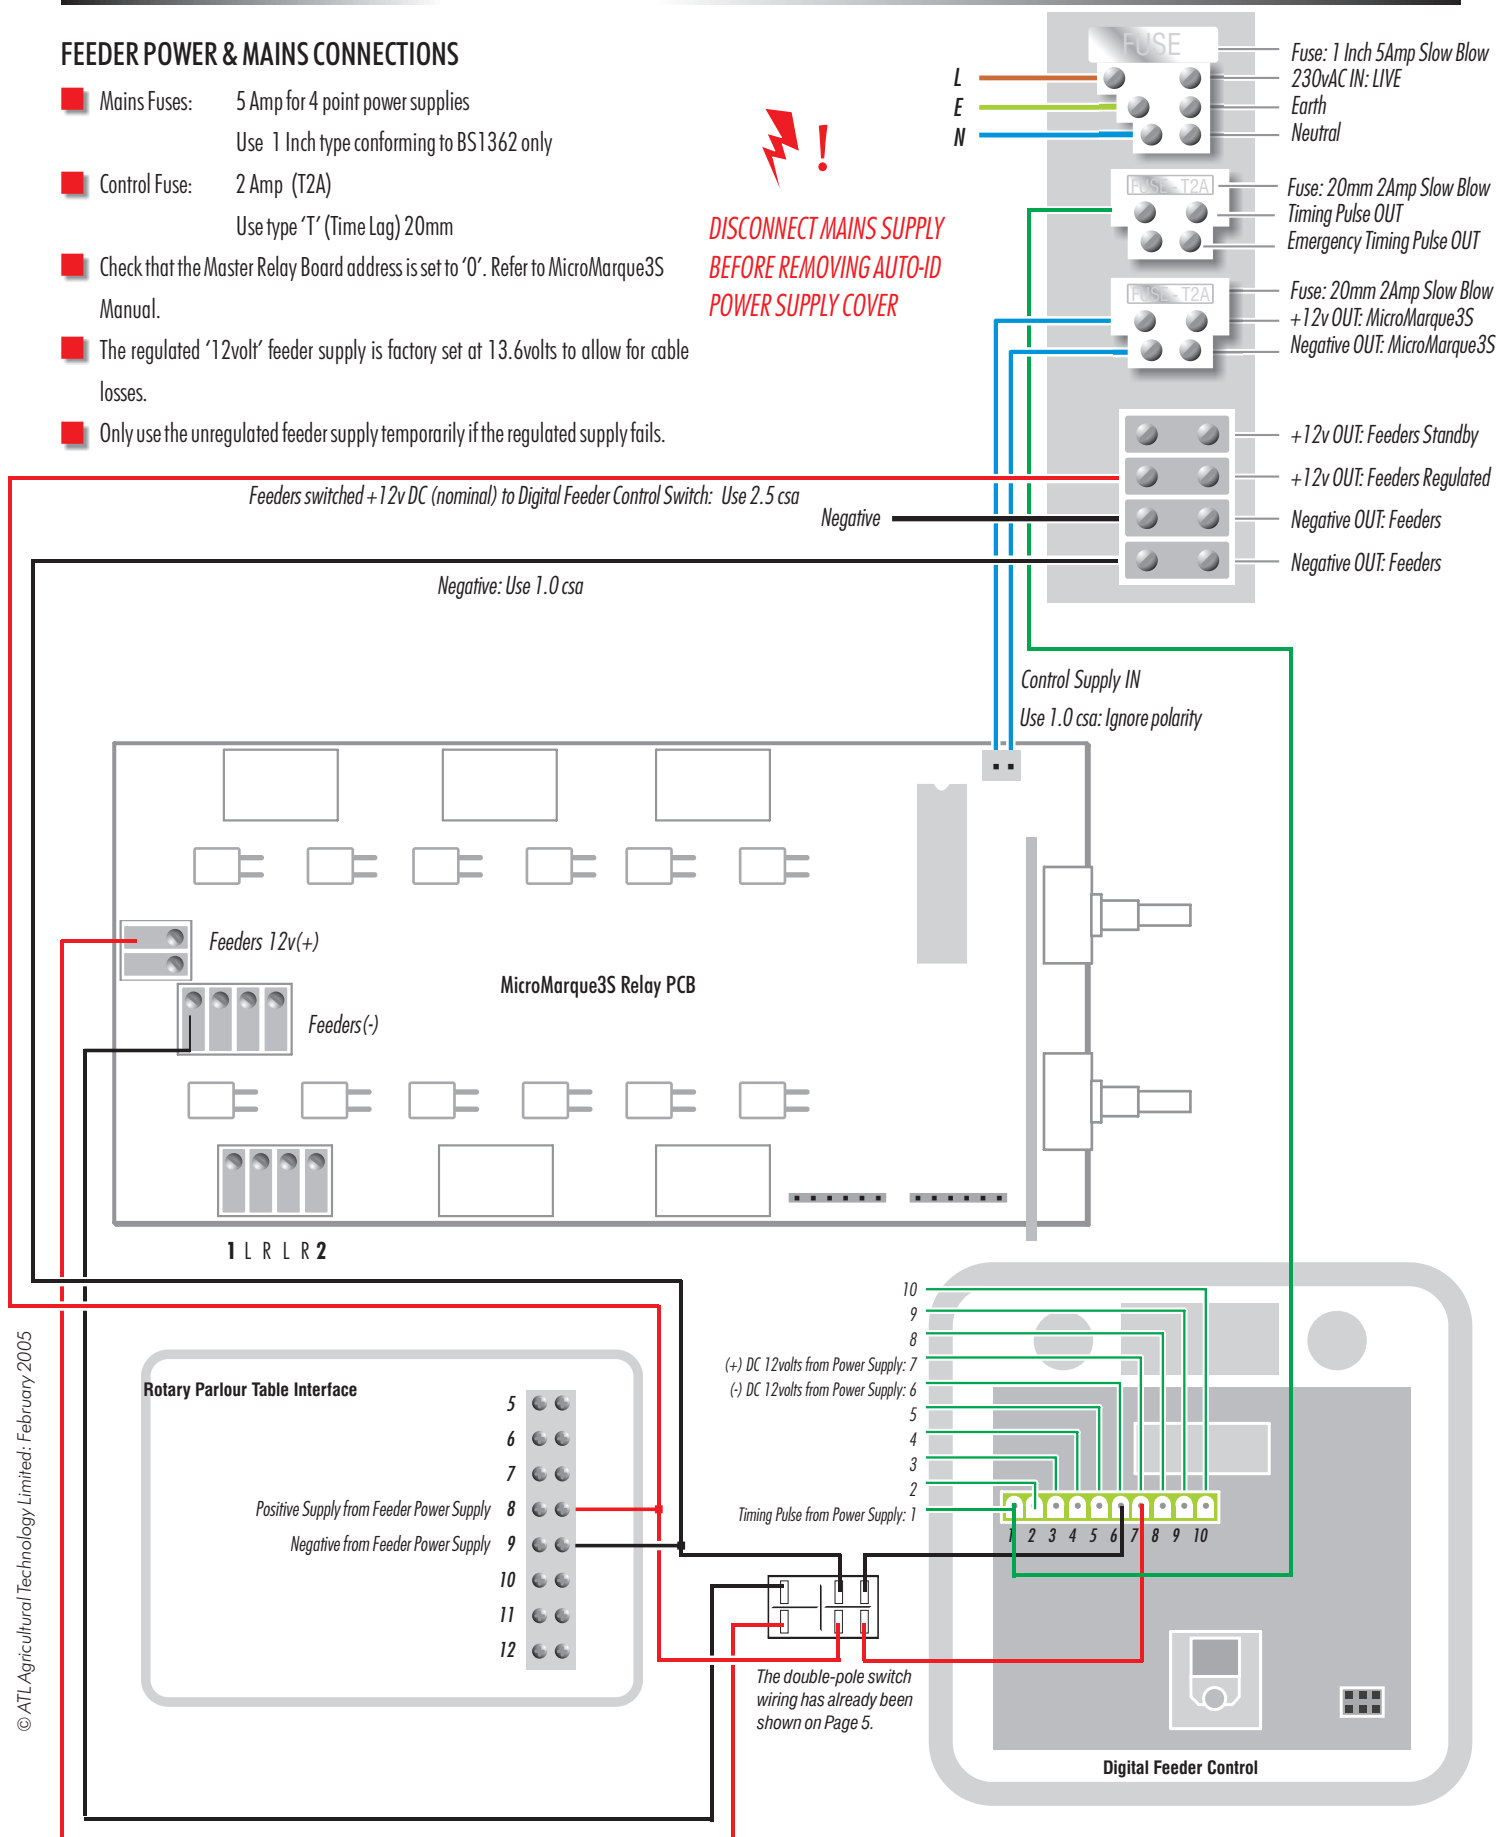 FEEDER POWER & MAINS CONNECTIONS
Mains Fuses: 5 Amp for 4 point power supplies
Use 1 Inch type conforming to BS1362 only
Control Fuse: 2 Amp (T2A)
Use type ‘T’ (Time Lag) 20mm
Check that the Master Relay Board address is set to ‘0’. Refer to MicroMarque3S
Manual.
The regulated ‘12volt’ feeder supply is factory set at 13.6volts to allow for cable
losses.
Only use the unregulated feeder supply temporarily if the regulated supply fails.
!
DISCONNECT MAINS SUPPLY
BEFORE REMOVING AUTO-ID
POWER SUPPLY COVER
L
E
N
FUSE
Fuse: 1 Inch 5Amp Slow Blow
230vAC IN: LIVE
Earth
Neutral
FUSE - T2A
Fuse: 20mm 2Amp Slow Blow
Timing Pulse OUT
Emergency Timing Pulse OUT
FUSE - T2A
Fuse: 20mm 2Amp Slow Blow
+12v OUT: MicroMarque3S
Negative OUT: MicroMarque3S
+12v OUT: Feeders Standby
+12v OUT: Feeders Regulated
Negative OUT: Feeders
Negative OUT: Feeders
Feeders switched +12v DC (nominal) to Digital Feeder Control Switch: Use 2.5 csa
Negative
Negative: Use 1.0 csa
Control Supply IN
Use 1.0 csa: Ignore polarity
Feeders 12v(+)
MicroMarque3S Relay PCB
Feeders(-)
1 L R L R 2
10
9
8
(+) DC 12volts from Power Supply: 7
(-) DC 12volts from Power Supply: 6
5
4
3
2
Timing Pulse from Power Supply: 1
1 2 3 4 5 6 7 8 9 10
Rotary Parlour Table Interface
5
6
7
Positive Supply from Feeder Power Supply 8
Negative from Feeder Power Supply 9
10
11
12
The double-pole switch
wiring has already been
shown on Page 5.
Digital Feeder Control
© ATL Agricultural Technology Limited: February 2005